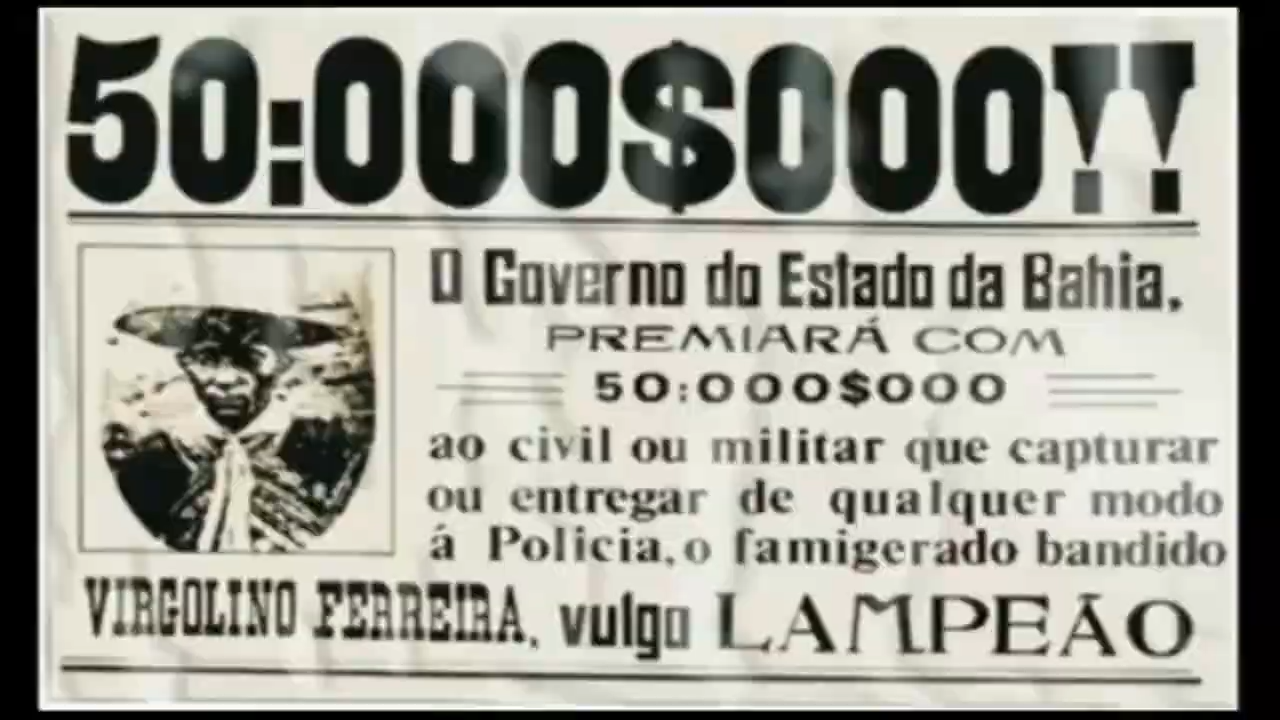 50:000$000!!
O Governo do Estado da Bahia,
PREMIARÁ COM
50:000$000
ao civil ou militar que capturar
ou entregar de qualquer modo
á Policia, o famigerado bandido
VIRGOLINO FERREIRA, vulgo LAMPEÃO